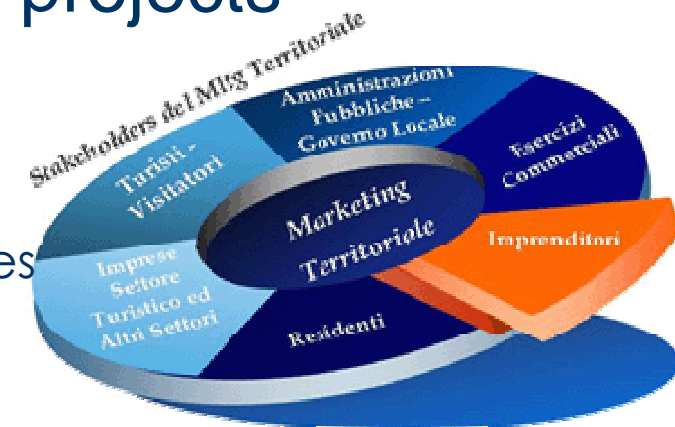 projects
Stakeholders del Mktg Territoriale
Amministrazioni
Pubbliche –
Governo Locale
Turisti -
Visitatori
Esercizi
Commerciali
Marketing
Territoriale
Imprenditori
es
Imprese
Settore
Turistico ed
Altri Settori
Residenti